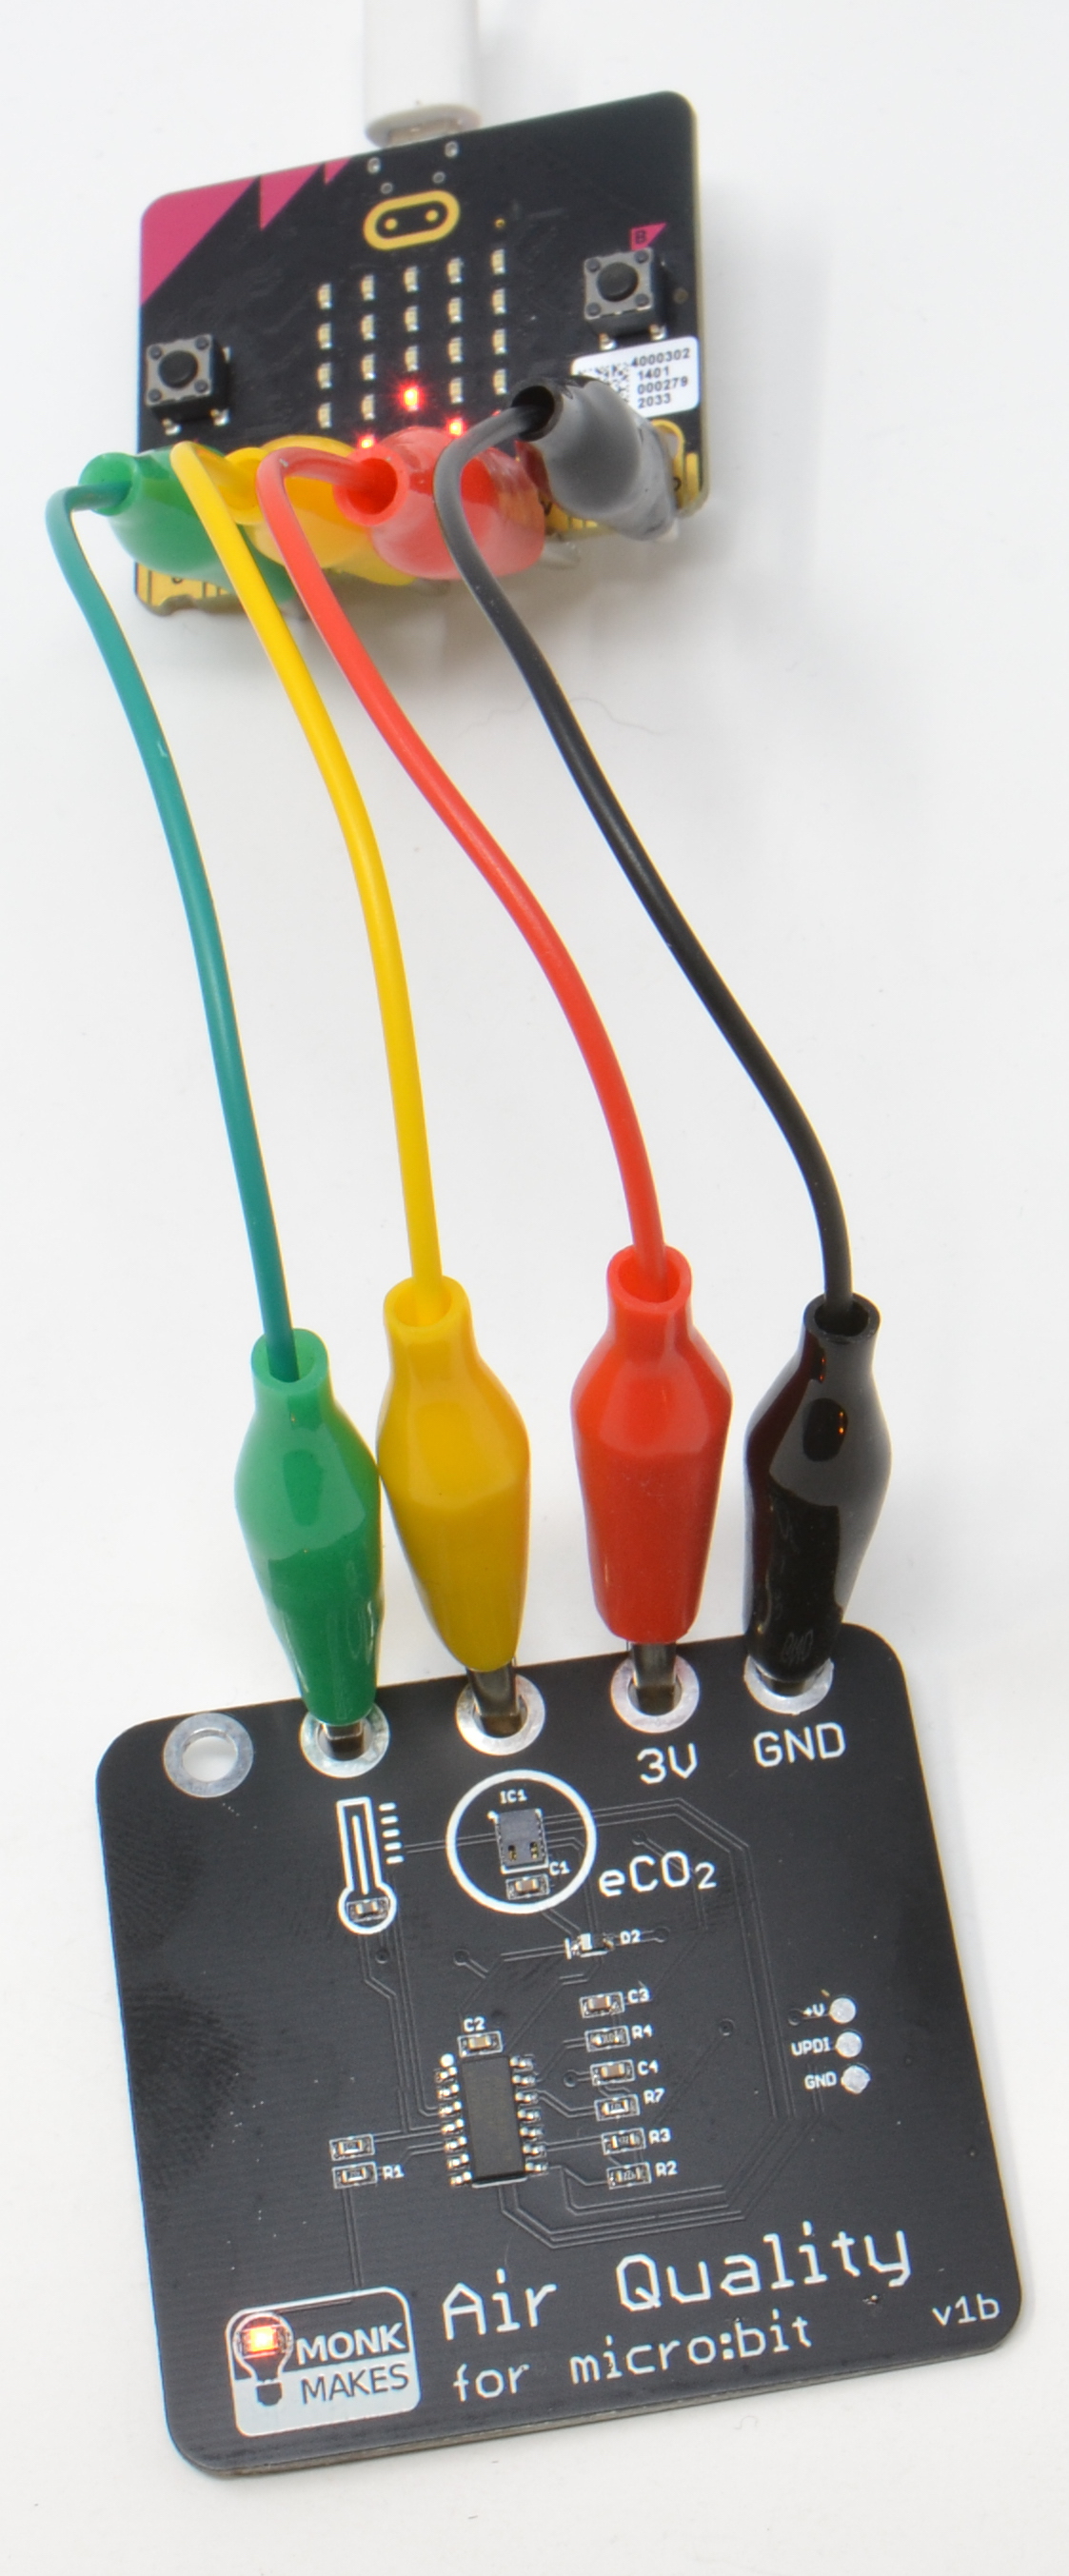 B
4000302
1401
000279
2033
3V
GND
IC1
C1
eCO₂
D2
C3
C2
R4
C4
R7
R3
R2
R1
+V
UPDI
GND
Air Quality
for micro:bit
v1b
MONK
MAKES